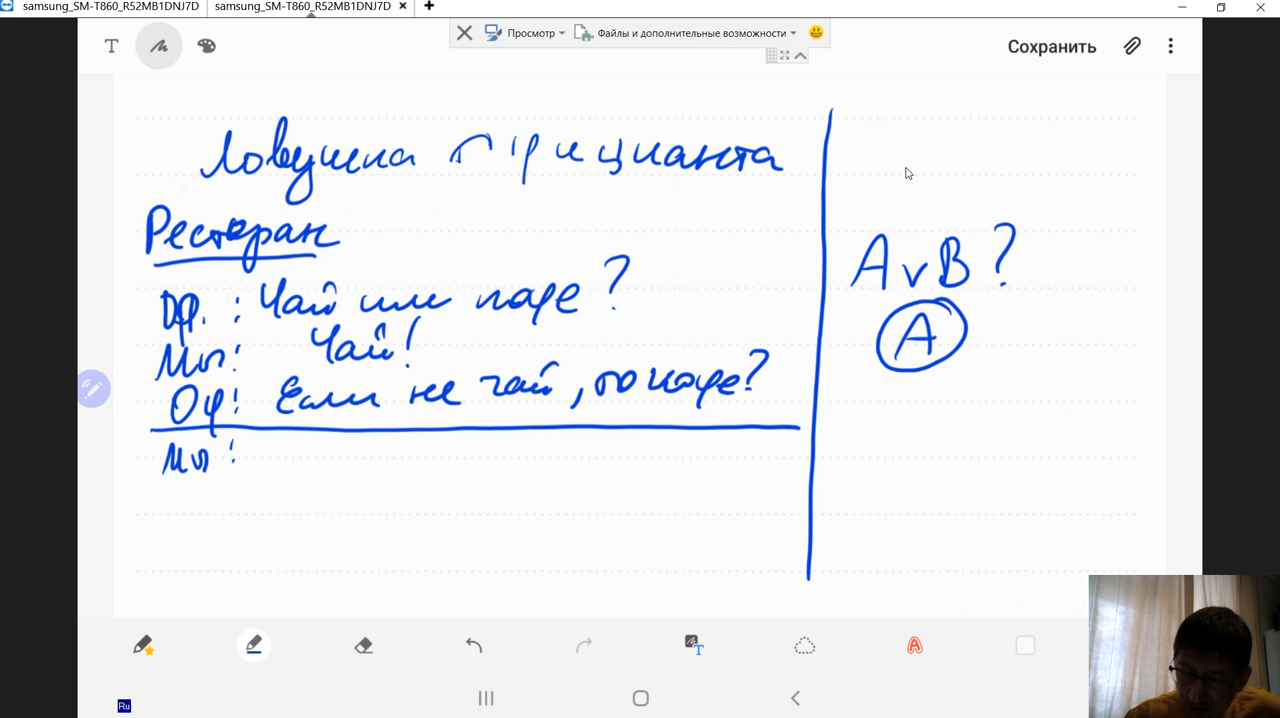 samsung_SM-T860_R52MB1DNJ7D samsung_SM-T860_R52MB1DNJ7D
Просмотр Файлы и дополнительные возможности
T Сохранить
Ловушка официанта
Ресторан
Оф. : Чай или кофе?
Мы: Чай!
Оф: Если не чай, то кофе?
Мы:
A v B ?
A
Ru